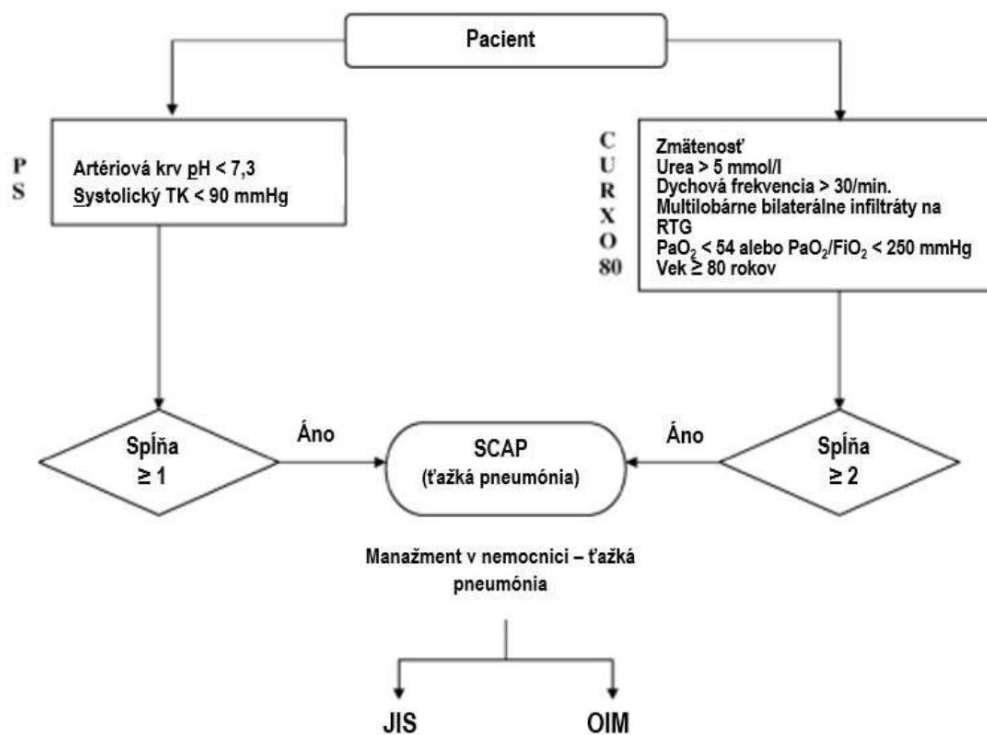 Pacient
P
S
Artériová krv pH < 7,3
Systolický TK < 90 mmHg
C
U
R
X
O
80
Zmätenosť
Urea > 5 mmol/l
Dychová frekvencia > 30/min.
Multilobárne bilaterálne infiltráty na
RTG
PaO₂ < 54 alebo PaO₂/FiO₂ < 250 mmHg
Vek ≥ 80 rokov
Spĺňa
≥ 1
Áno
SCAP
(ťažká pneumónia)
Áno
Spĺňa
≥ 2
Manažment v nemocnici – ťažká
pneumónia
JIS
OIM